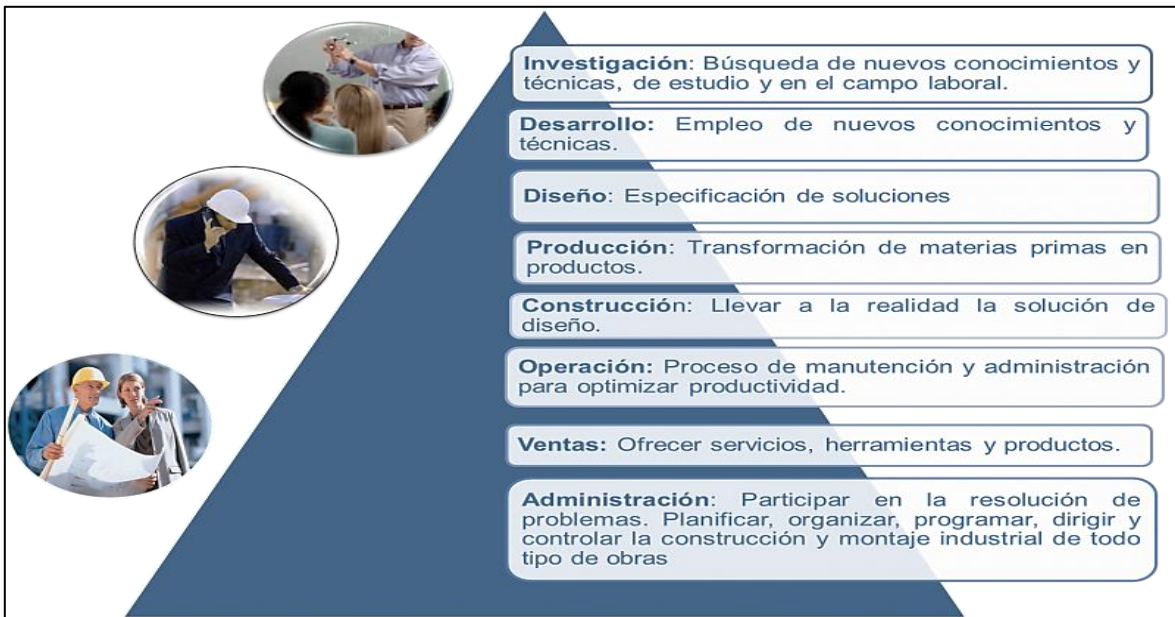 Investigación: Búsqueda de nuevos conocimientos y
técnicas, de estudio y en el campo laboral.
Desarrollo: Empleo de nuevos conocimientos y
técnicas.
Diseño: Especificación de soluciones
Producción: Transformación de materias primas en
productos.
Construcción: Llevar a la realidad la solución de
diseño.
Operación: Proceso de manutención y administración
para optimizar productividad.
Ventas: Ofrecer servicios, herramientas y productos.
Administración: Participar en la resolución de
problemas. Planificar, organizar, programar, dirigir y
controlar la construcción y montaje industrial de todo
tipo de obras